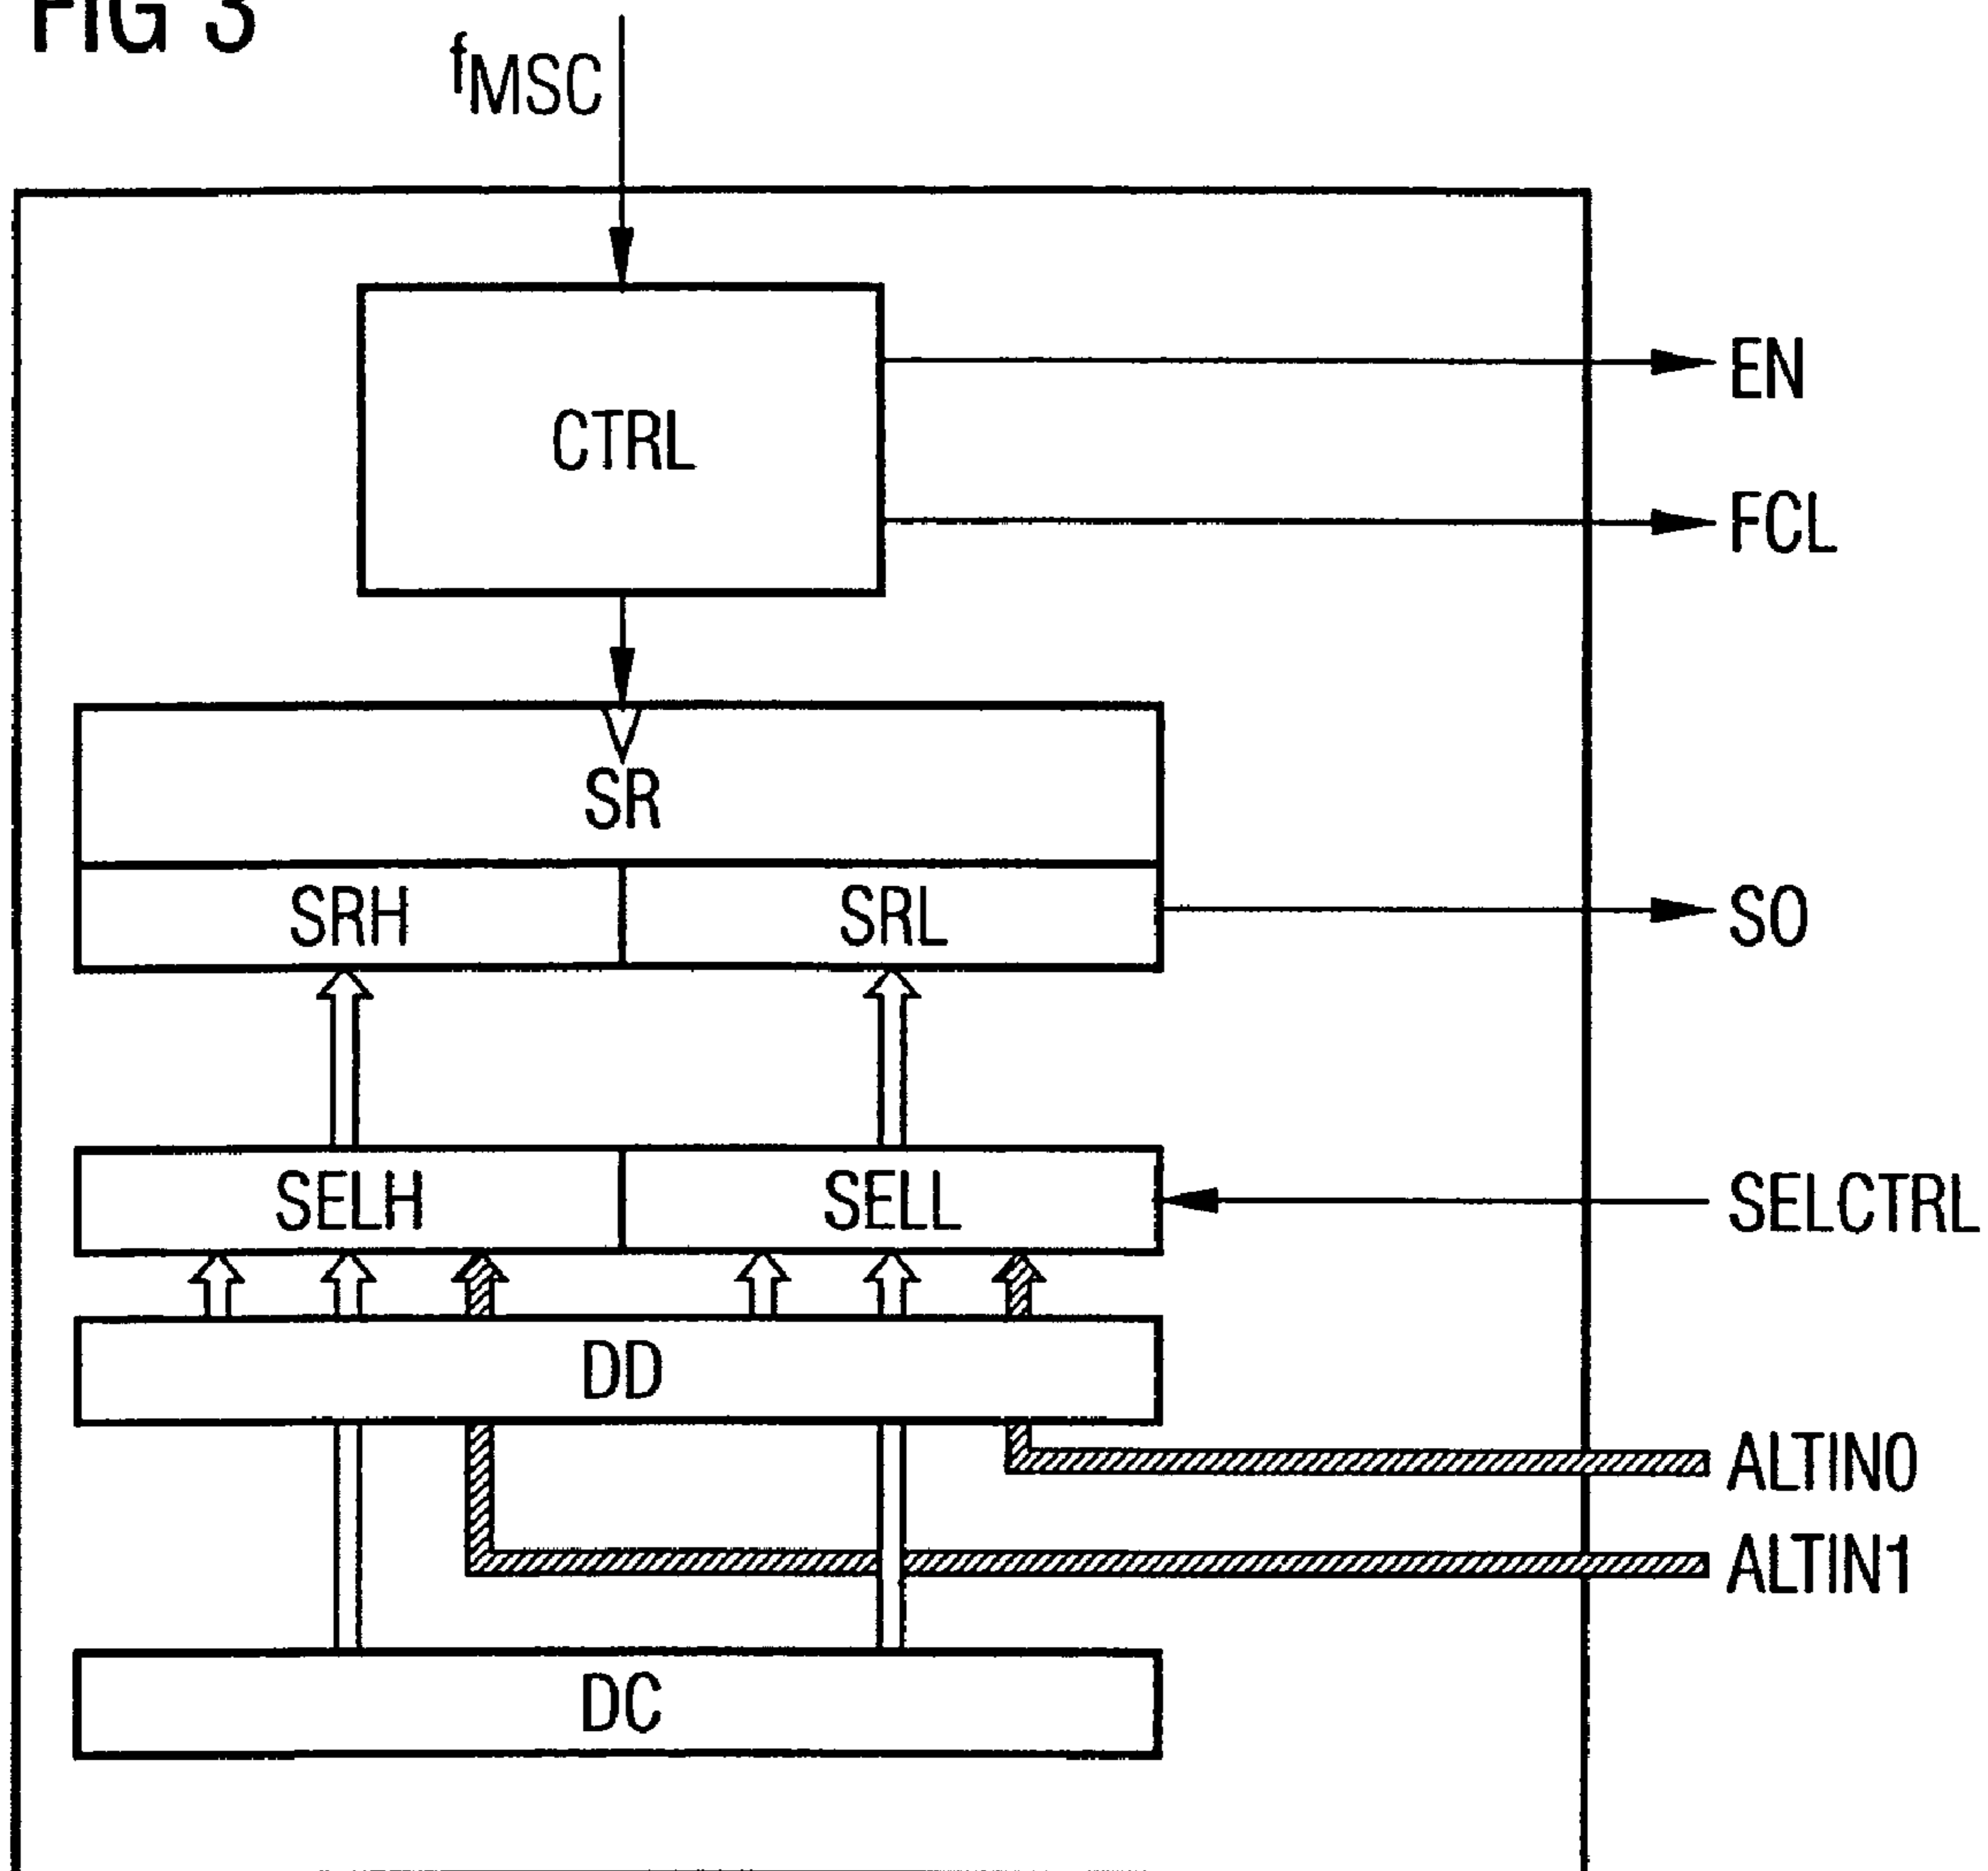 FIG 3
fMSC
CTRL
EN
FCL
SR
SRH
SRL
SO
SELH
SELL
SELCTRL
DD
ALTIN0
ALTIN1
DC